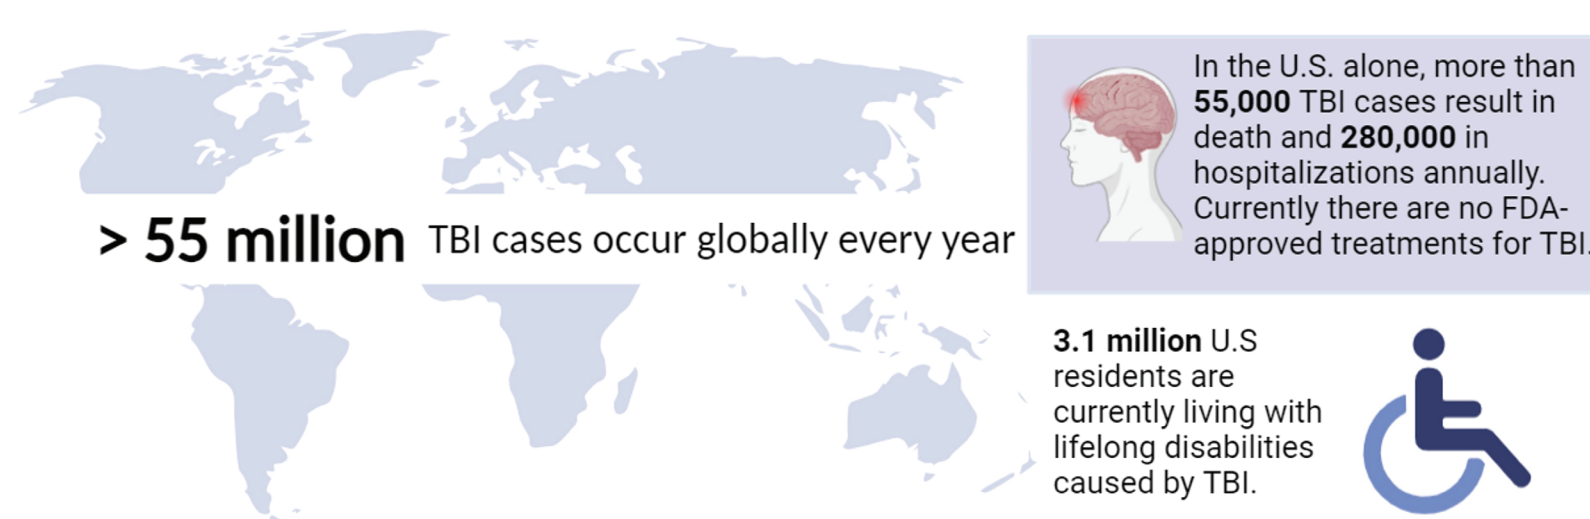 > 55 million TBI cases occur globally every year
In the U.S. alone, more than
55,000 TBI cases result in
death and 280,000 in
hospitalizations annually.
Currently there are no FDA-
approved treatments for TBI.
3.1 million U.S
residents are
currently living with
lifelong disabilities
caused by TBI.